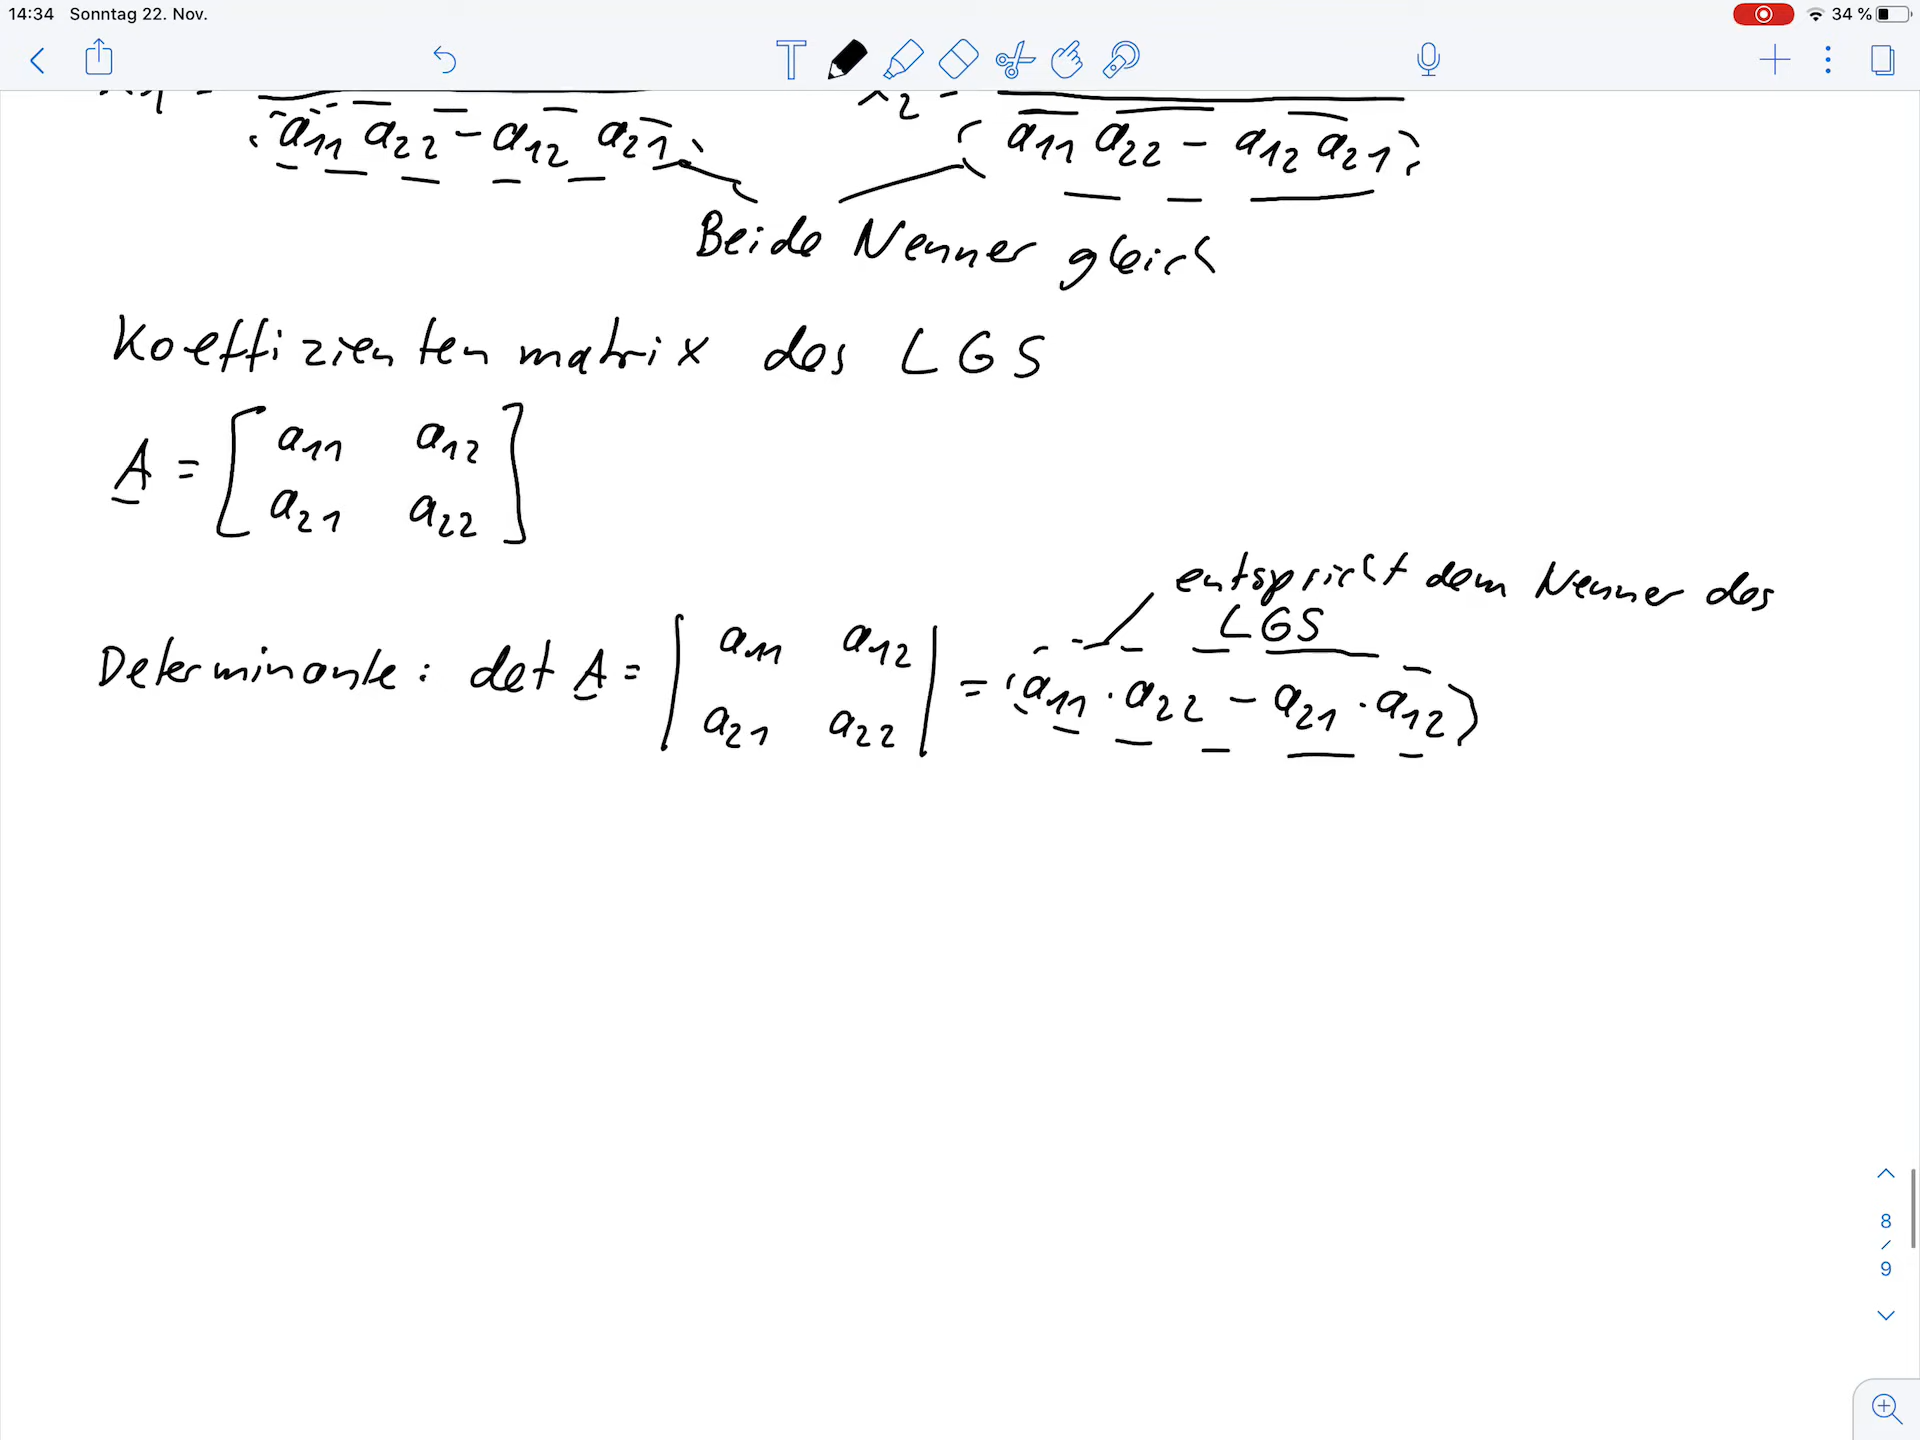 14:34 Sonntag 22. Nov. 34 %
T
x₁ = x₂ =
a₁₁ a₂₂ - a₁₂ a₂₁ a₁₁ a₂₂ - a₁₂ a₂₁
Beide Nenner gleich
Koeffizientenmatrix des LGS
A = [ a₁₁ a₁₂
a₂₁ a₂₂ ]
entspricht dem Nenner des
LGS
Determinante: det A = | a₁₁ a₁₂ | = (a₁₁ · a₂₂ - a₂₁ · a₁₂)
a₂₁ a₂₂
8
/
9